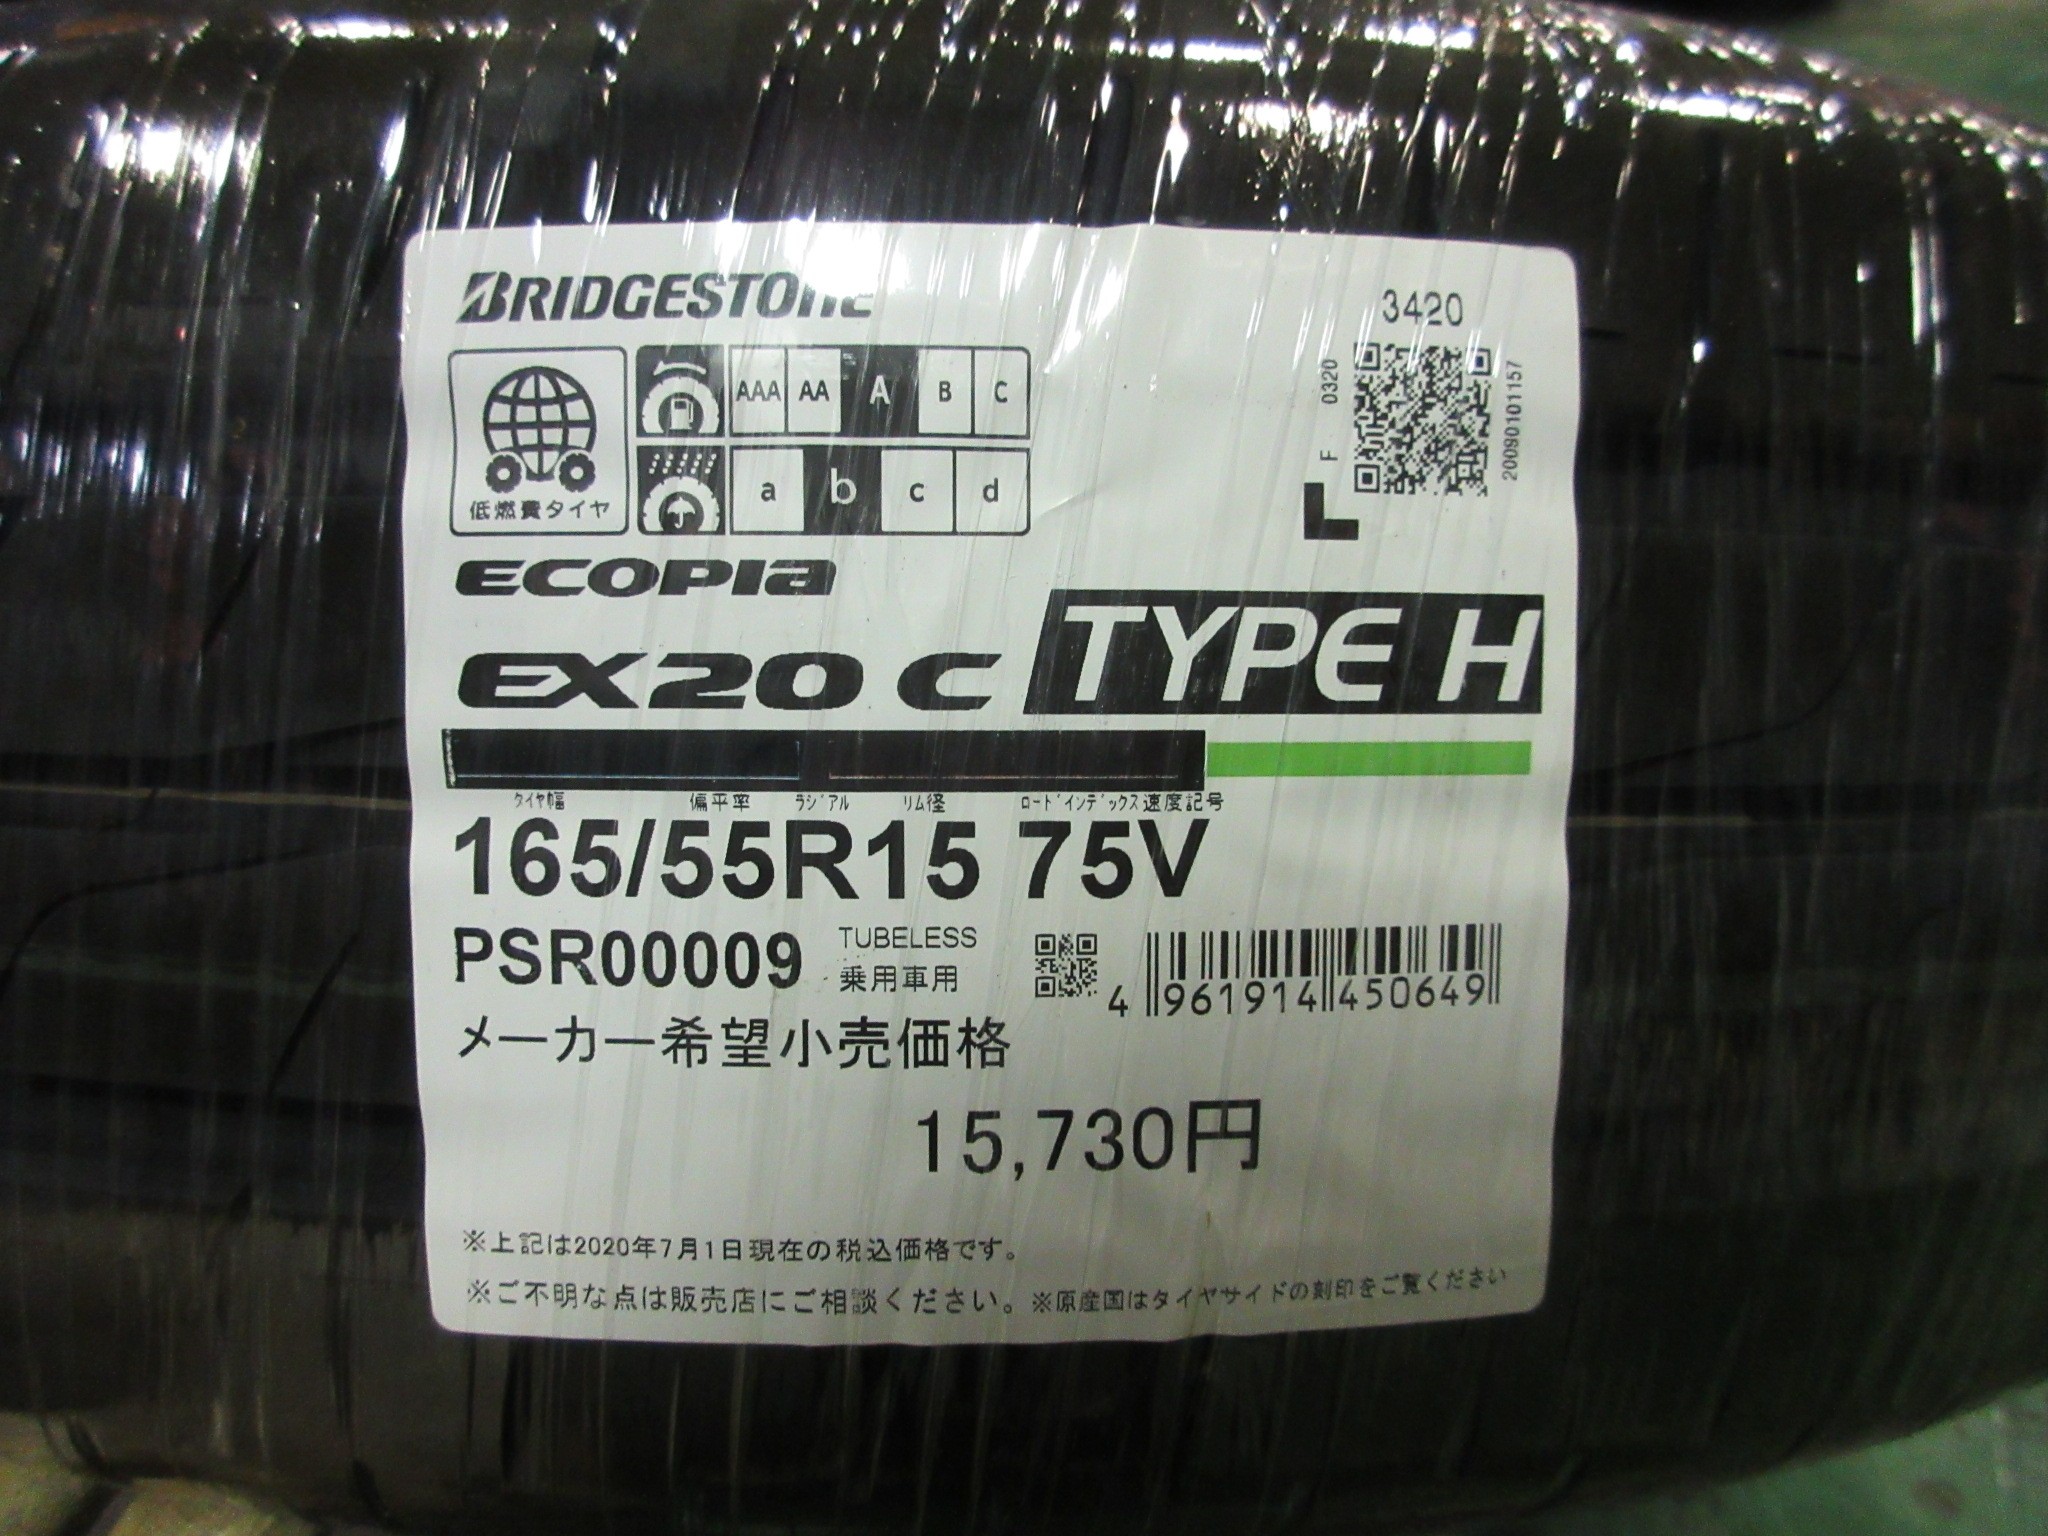 BRIDGESTONE
3420
低燃費タイヤ
AAA AA A B C
a b c d
F 0320
20080101157
L
ECOPIA
EX20 C TYPE H
タイヤ幅 偏平率 ラジアル リム径 ロードインデックス 速度記号
165/55R15 75V
PSR00009 TUBELESS
乗用車用
4 961914 450649
メーカー希望小売価格
15,730円
※上記は2020年7月1日現在の税込価格です。
※ご不明な点は販売店にご相談ください。※原産国はタイヤサイドの刻印をご覧ください